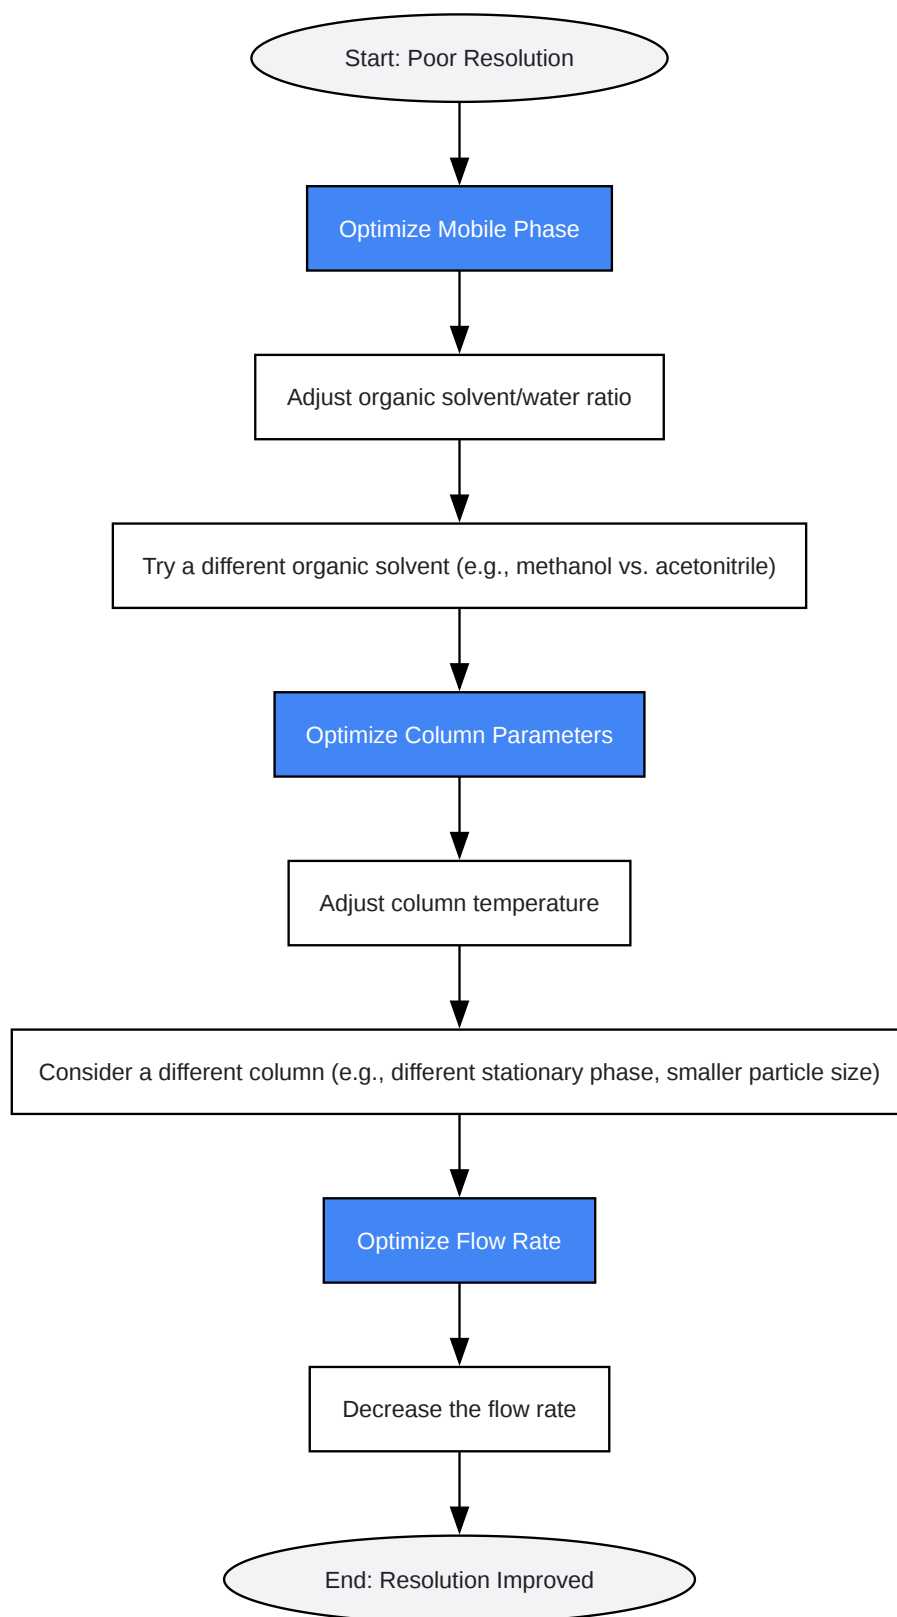 Start: Poor Resolution
Optimize Mobile Phase
Adjust organic solvent/water ratio
Try a different organic solvent (e.g., methanol vs. acetonitrile)
Optimize Column Parameters
Adjust column temperature
Consider a different column (e.g., different stationary phase, smaller particle size)
Optimize Flow Rate
Decrease the flow rate
End: Resolution Improved